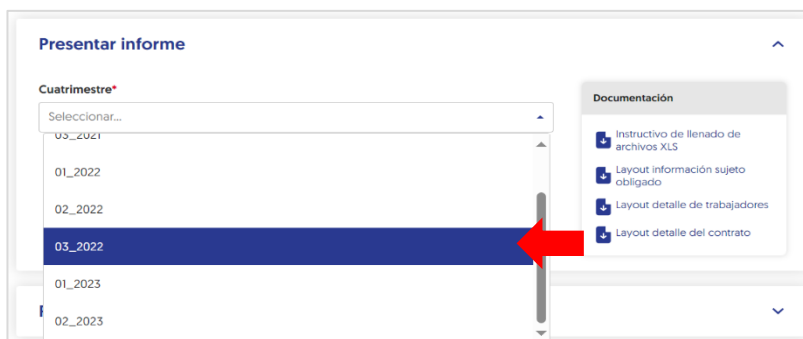 Presentar informe
Cuatrimestre*
Seleccionar...
03_2021
01_2022
02_2022
03_2022
01_2023
02_2023
Documentación
Instructivo de llenado de
archivos XLS
Layout información sujeto
obligado
Layout detalle de trabajadores
Layout detalle del contrato